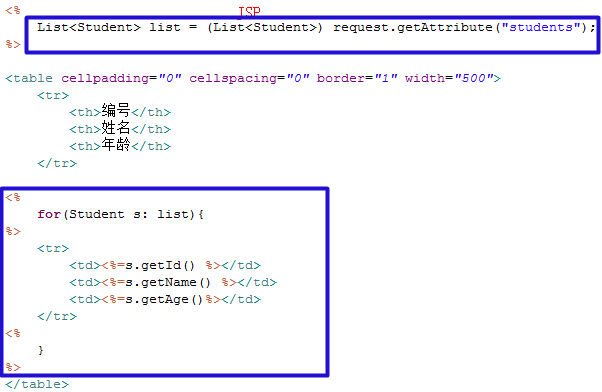 <%
JSP
List<Student> list = (List<Student>) request.getAttribute("students");
%>
<table cellpadding="0" cellspacing="0" border="1" width="500">
<tr>
<th>编号</th>
<th>姓名</th>
<th>年龄</th>
</tr>
<%
for(Student s: list){
%>
<tr>
<td><%=s.getId() %></td>
<td><%=s.getName() %></td>
<td><%=s.getAge()%></td>
</tr>
<%
}
%>
</table>